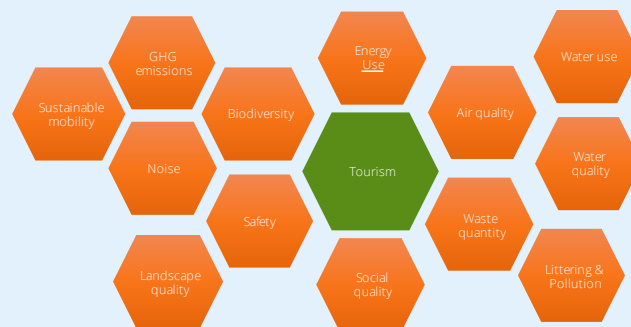 GHG
emissions
Energy
Use
Water use
Sustainable
mobility
Biodiversity
Air quality
Noise
Tourism
Water
quality
Safety
Waste
quantity
Landscape
quality
Social
quality
Littering &
Pollution